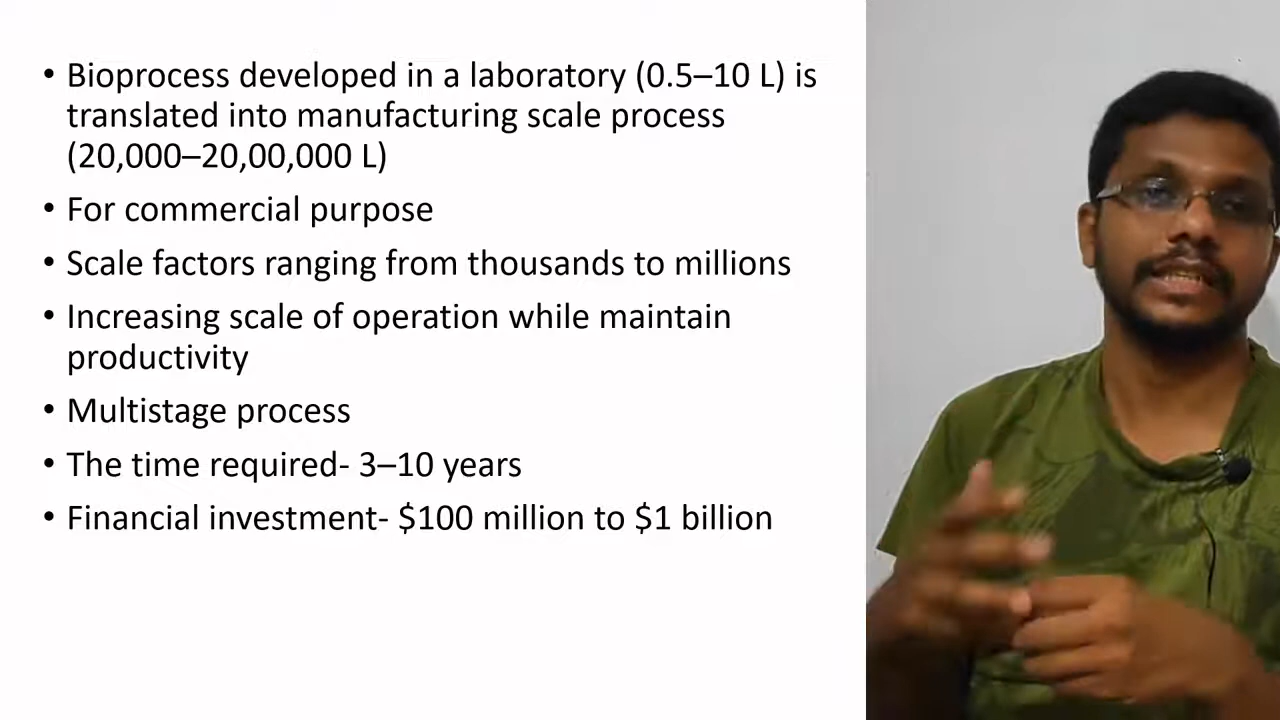 • Bioprocess developed in a laboratory (0.5–10 L) is
translated into manufacturing scale process
(20,000–20,00,000 L)
• For commercial purpose
• Scale factors ranging from thousands to millions
• Increasing scale of operation while maintain
productivity
• Multistage process
• The time required- 3–10 years
• Financial investment- $100 million to $1 billion